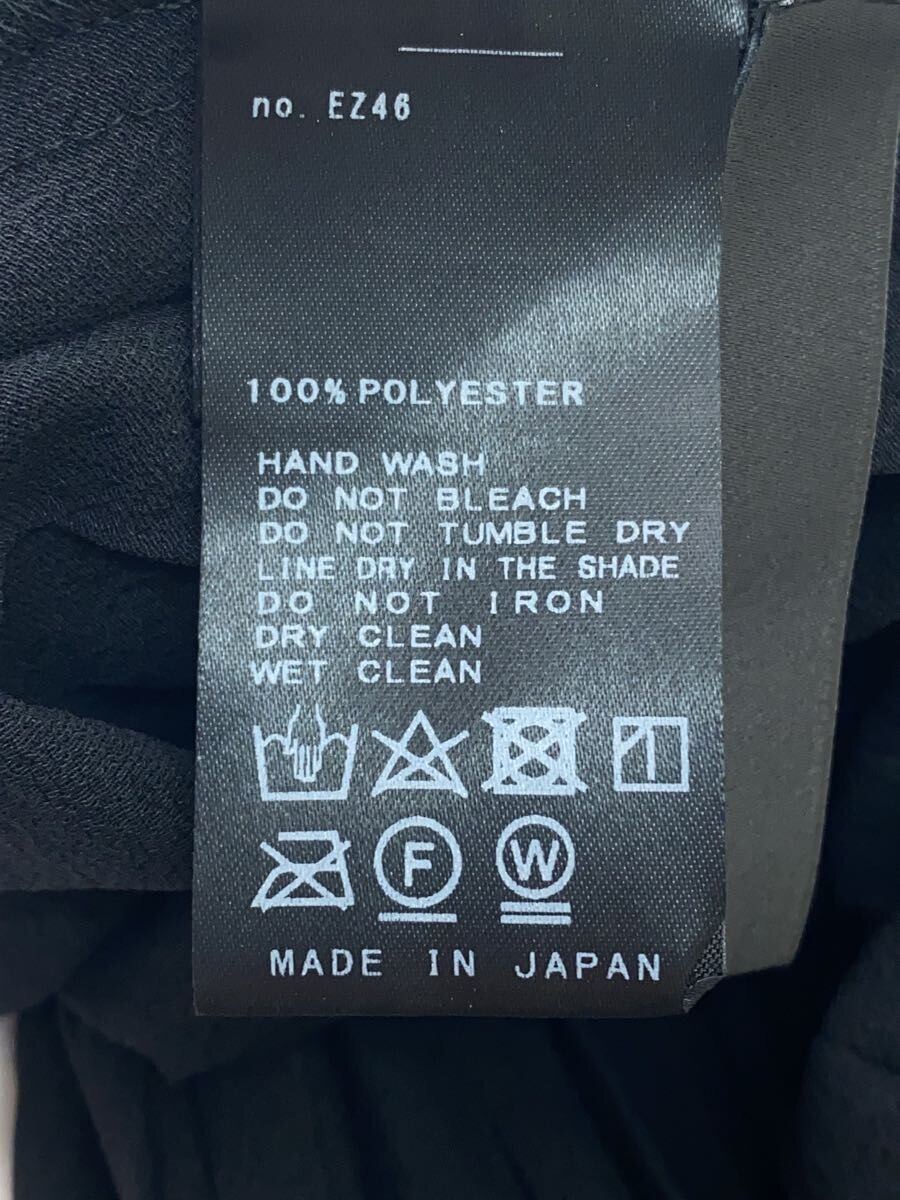 no. EZ46
100% POLYESTER
HAND WASH
DO NOT BLEACH
DO NOT TUMBLE DRY
LINE DRY IN THE SHADE
DO NOT IRON
DRY CLEAN
WET CLEAN
F W
MADE IN JAPAN